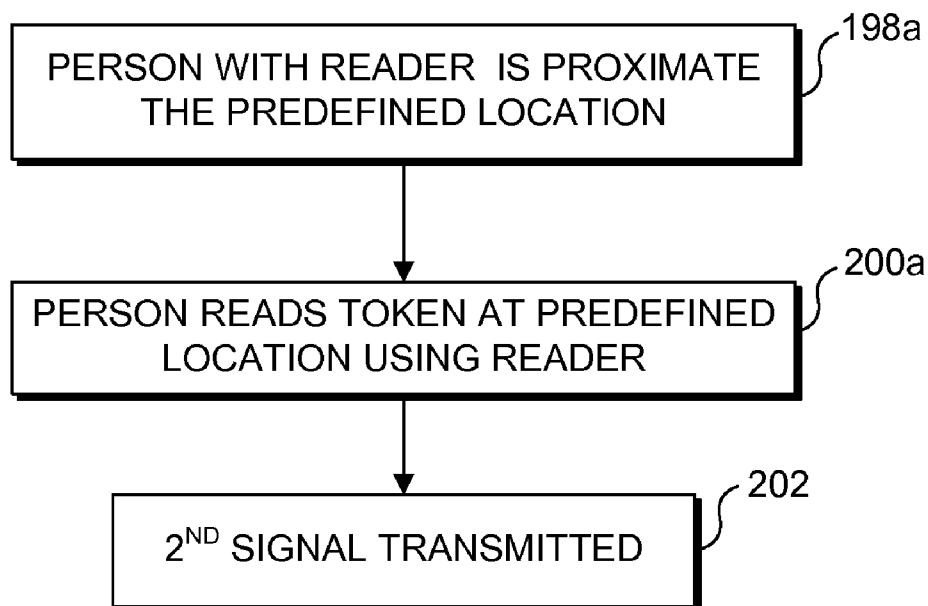 198a
PERSON WITH READER IS PROXIMATE
THE PREDEFINED LOCATION
200a
PERSON READS TOKEN AT PREDEFINED
LOCATION USING READER
202
2ND SIGNAL TRANSMITTED